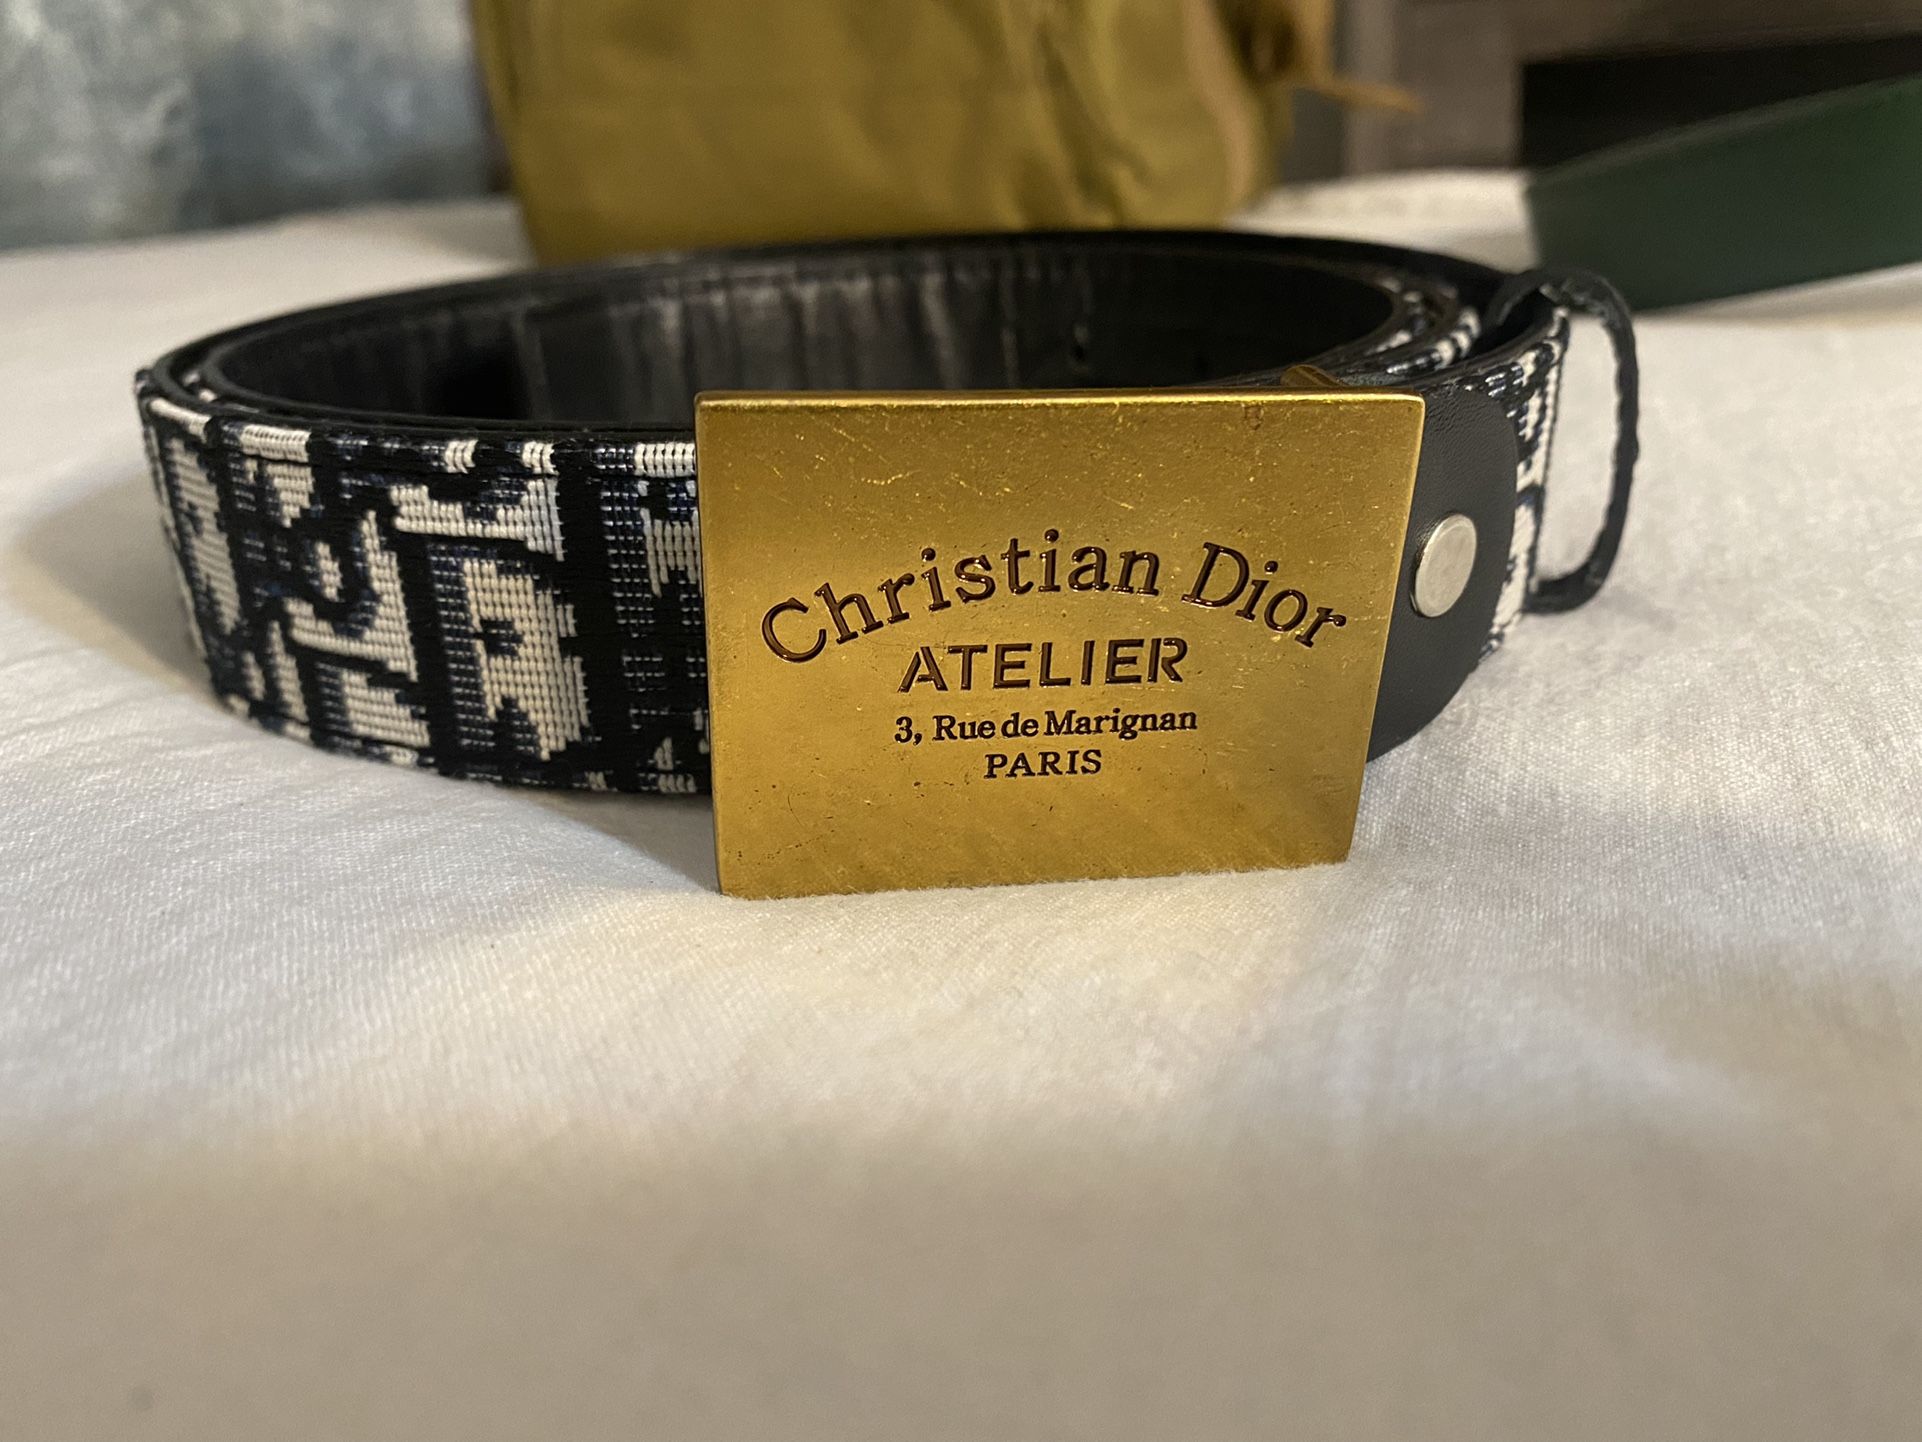 Christian Dior
ATELIER
3, Rue de Marignan
PARIS